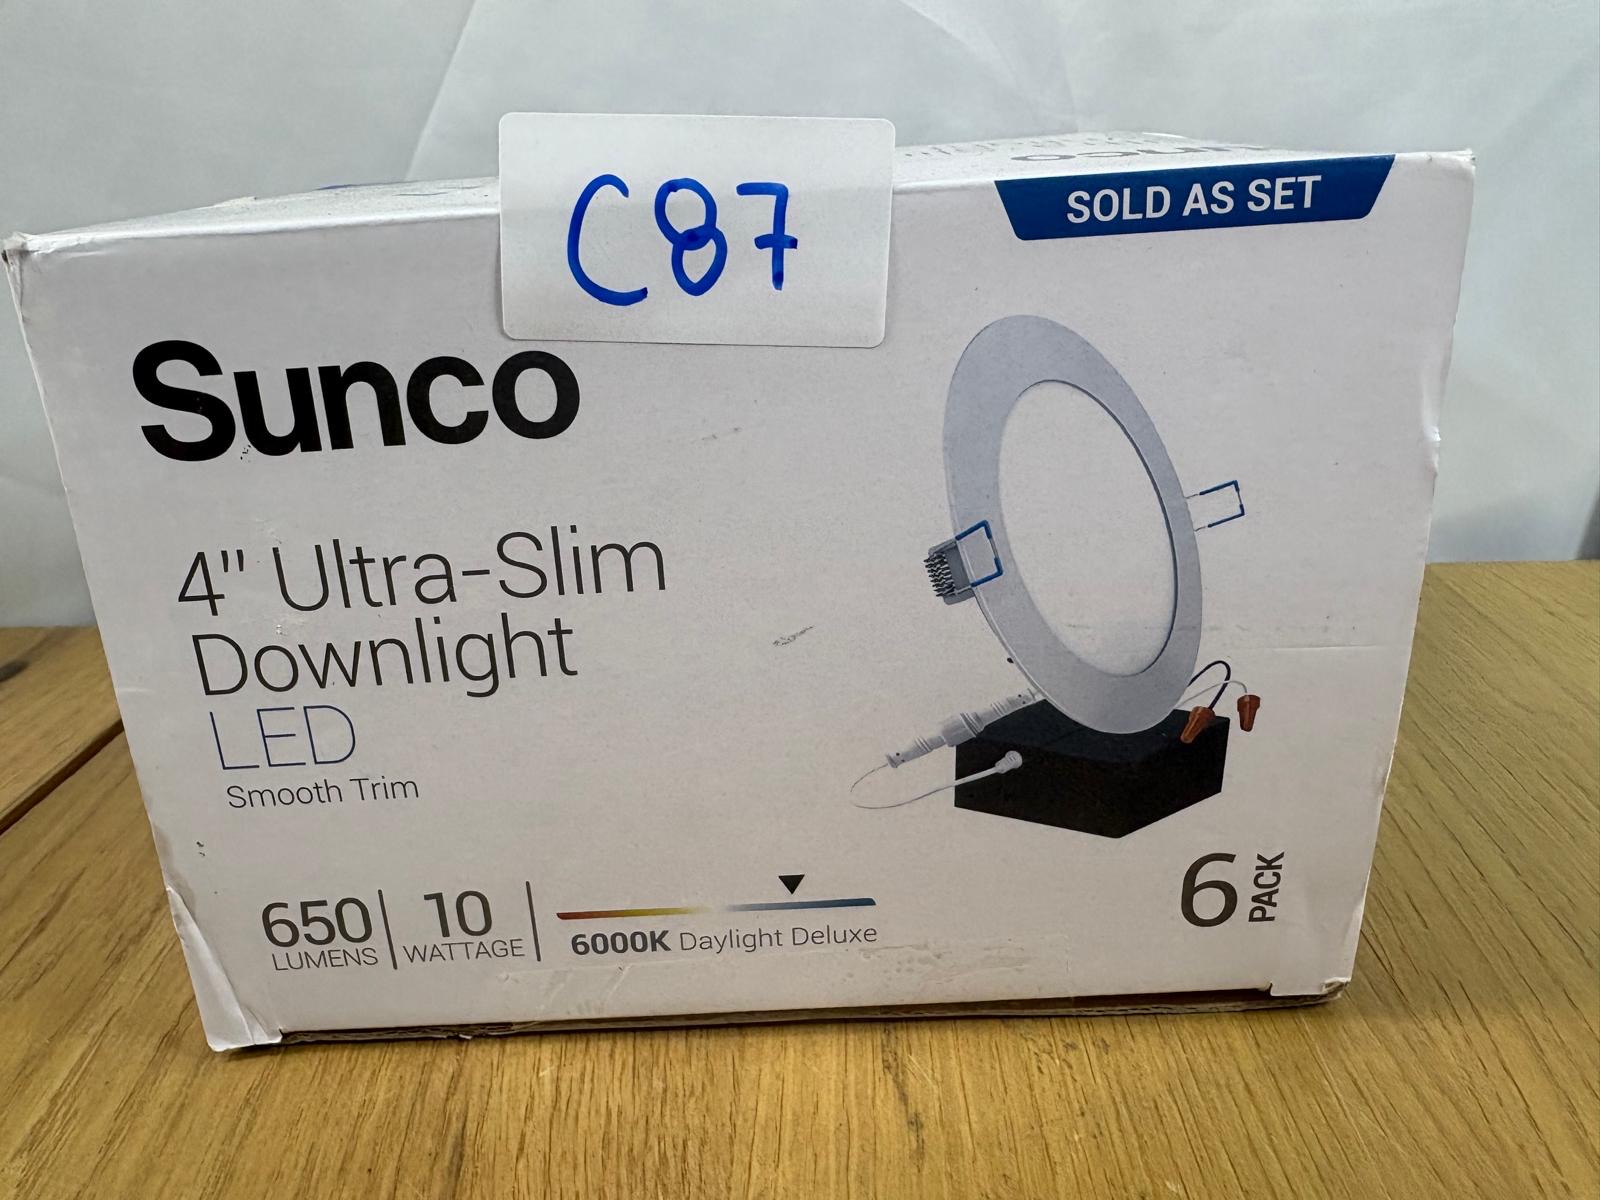 C87
SOLD AS SET
Sunco
4" Ultra-Slim
Downlight
LED
Smooth Trim
650
LUMENS
10
WATTAGE
6000K Daylight Deluxe
6
PACK